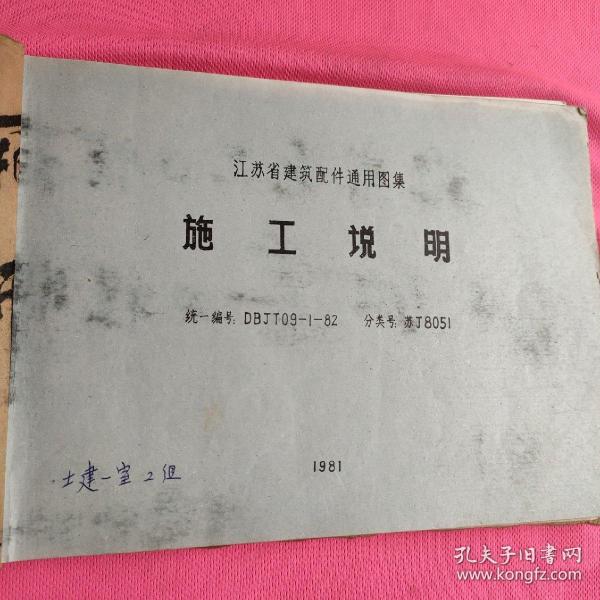 江苏省建筑配件通用图集
施工说明
统一编号: DBJT09-1-82 分类号: 苏J8051
1981
土建一室2组
孔夫子旧书网
www.kongfz.com